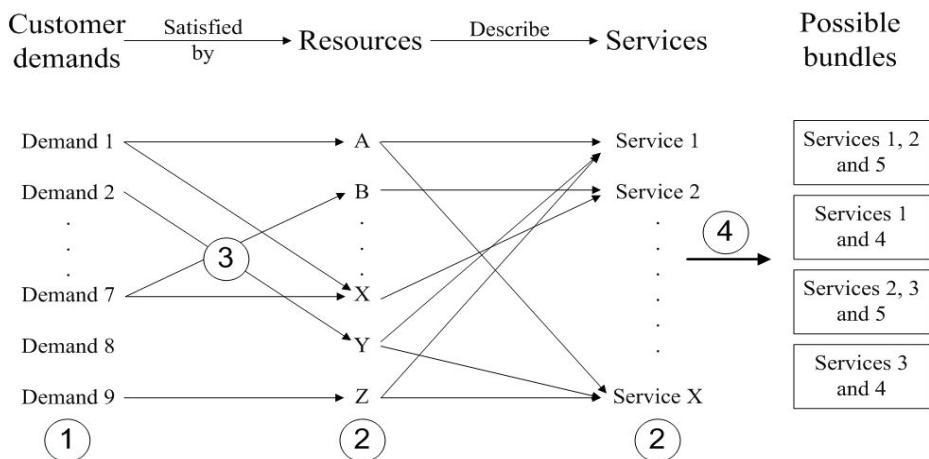 Customer demands
Satisfied by
Resources
Describe
Services
Possible bundles
Demand 1
A
Service 1
Services 1, 2
and 5
Demand 2
B
Service 2
Services 1
and 4
3
4
Demand 7
X
Services 2, 3
and 5
Demand 8
Y
Services 3
and 4
Demand 9
Z
Service X
1
2
2